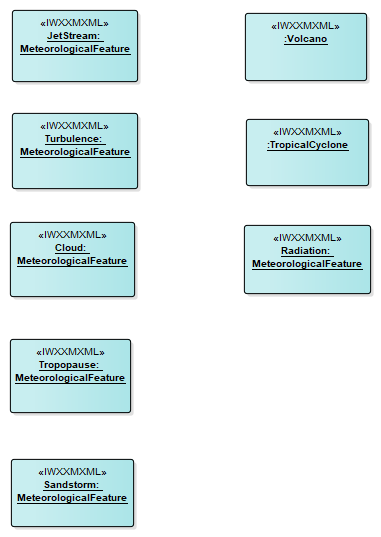 «IWXXMXML»
JetStream:
MeteorologicalFeature
«IWXXMXML»
:Volcano
«IWXXMXML»
Turbulence:
MeteorologicalFeature
«IWXXMXML»
:TropicalCyclone
«IWXXMXML»
Cloud:
MeteorologicalFeature
«IWXXMXML»
Radiation:
MeteorologicalFeature
«IWXXMXML»
Tropopause:
MeteorologicalFeature
«IWXXMXML»
Sandstorm:
MeteorologicalFeature